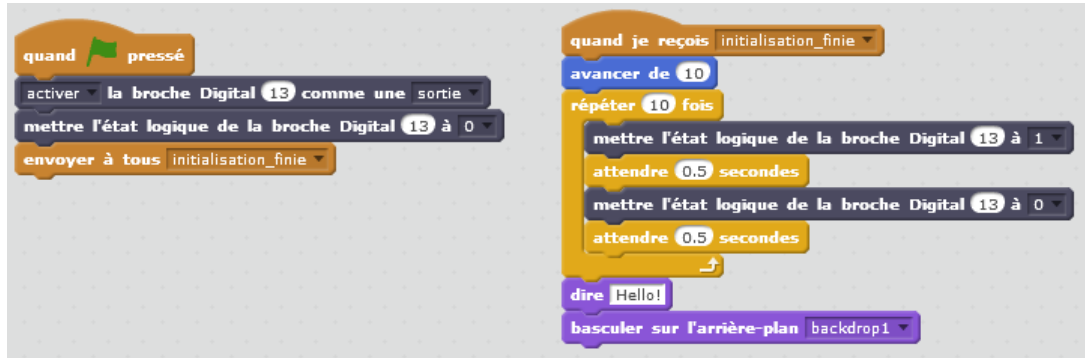 quand pressé
activer la broche Digital 13 comme une sortie
mettre l'état logique de la broche Digital 13 à 0
envoyer à tous initialisation_finie
quand je reçois initialisation_finie
avancer de 10
répéter 10 fois
mettre l'état logique de la broche Digital 13 à 1
attendre 0.5 secondes
mettre l'état logique de la broche Digital 13 à 0
attendre 0.5 secondes
dire Hello!
basculer sur l'arrière-plan backdrop1